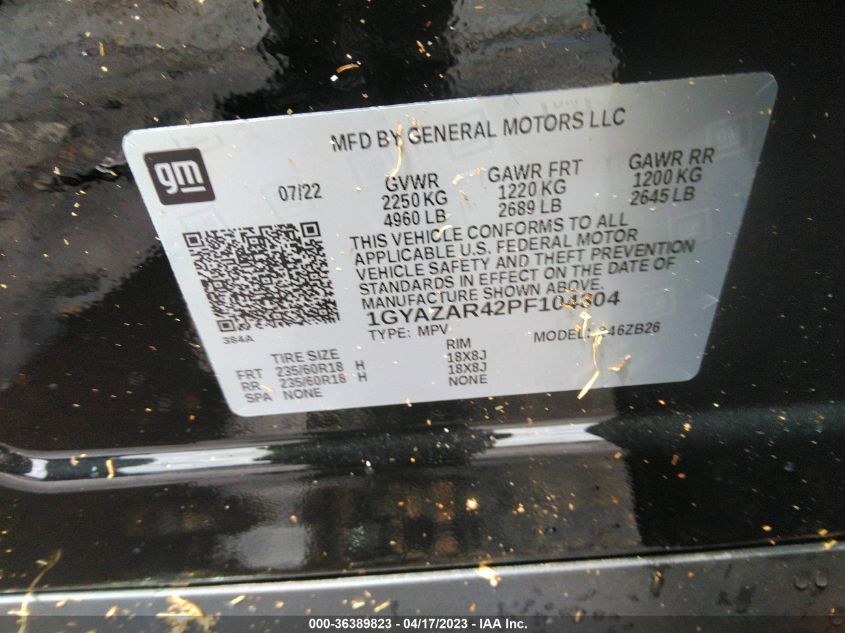 MFD BY GENERAL MOTORS LLC
gm
07/22
GVWR
2250 KG
4960 LB
GAWR FRT
1220 KG
2689 LB
GAWR RR
1200 KG
2645 LB
THIS VEHICLE CONFORMS TO ALL
APPLICABLE U.S. FEDERAL MOTOR
VEHICLE SAFETY AND THEFT PREVENTION
STANDARDS IN EFFECT ON THE DATE OF
MANUFACTURE SHOWN ABOVE.
1GYAZAR42PF104304
TYPE: MPV
MODEL:
384A
TIRE SIZE
RIM
FRT 235/60R18 H 18X8J
RR 235/60R18 H 18X8J
SPA NONE NONE
000-36389823 - 04/17/2023 - IAAI.com